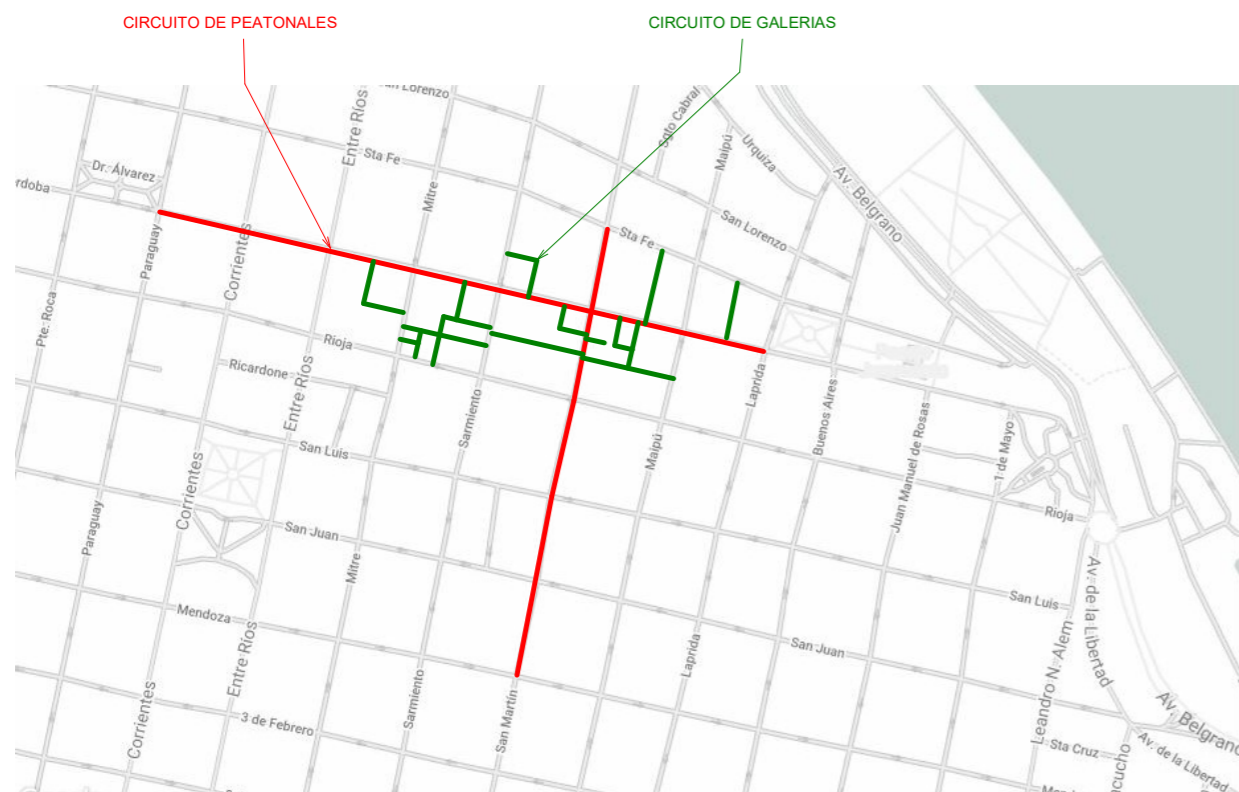 CIRCUITO DE PEATONALES
CIRCUITO DE GALERIAS
Lorenzo
Entre Ríos
Sgto Cabral
Maipú
Urquiza
Sta Fe
Dr. Álvarez
Av. Belgrano
Mitre
San Lorenzo
rdoba
Sta Fe
Paraguay
Corrientes
Pte. Roca
Rioja
Ricardone
Entre Ríos
Sarmiento
Laprida
Buenos Aires
Juan Manuel de Rosas
1 de Mayo
Maipú
San Luis
Corrientes
Rioja
Paraguay
San Juan
Mitre
Av. de la Libertad
San Luis
Mendoza
San Juan
Laprida
Entre Ríos
Leandro N. Alem
Sarmiento
San Martín
Corrientes
3 de Febrero
Av. Belgrano
Sta Cruz
Av. de la Libertad
acucho